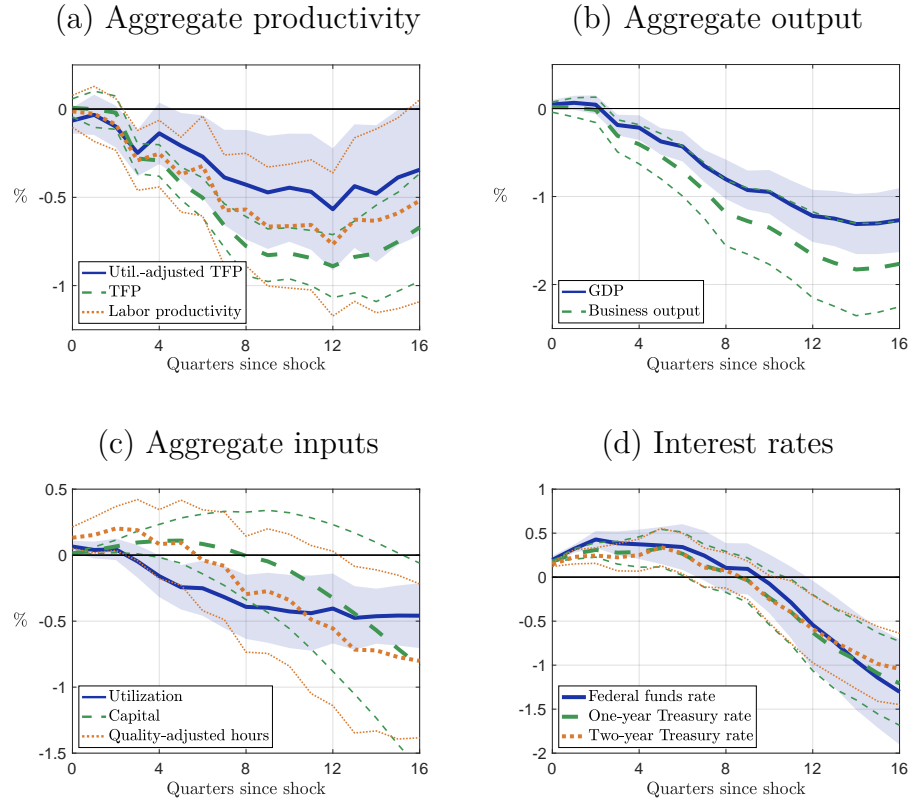 (a) Aggregate productivity
0
-0.5
-1
%
Util.-adjusted TFP
TFP
Labor productivity
0 4 8 12 16
Quarters since shock
(b) Aggregate output
0
-1
-2
%
GDP
Business output
0 4 8 12 16
Quarters since shock
(c) Aggregate inputs
0.5
0
-0.5
-1
-1.5
%
Utilization
Capital
Quality-adjusted hours
0 4 8 12 16
Quarters since shock
(d) Interest rates
1
0.5
0
-0.5
-1
-1.5
-2
%
Federal funds rate
One-year Treasury rate
Two-year Treasury rate
0 4 8 12 16
Quarters since shock